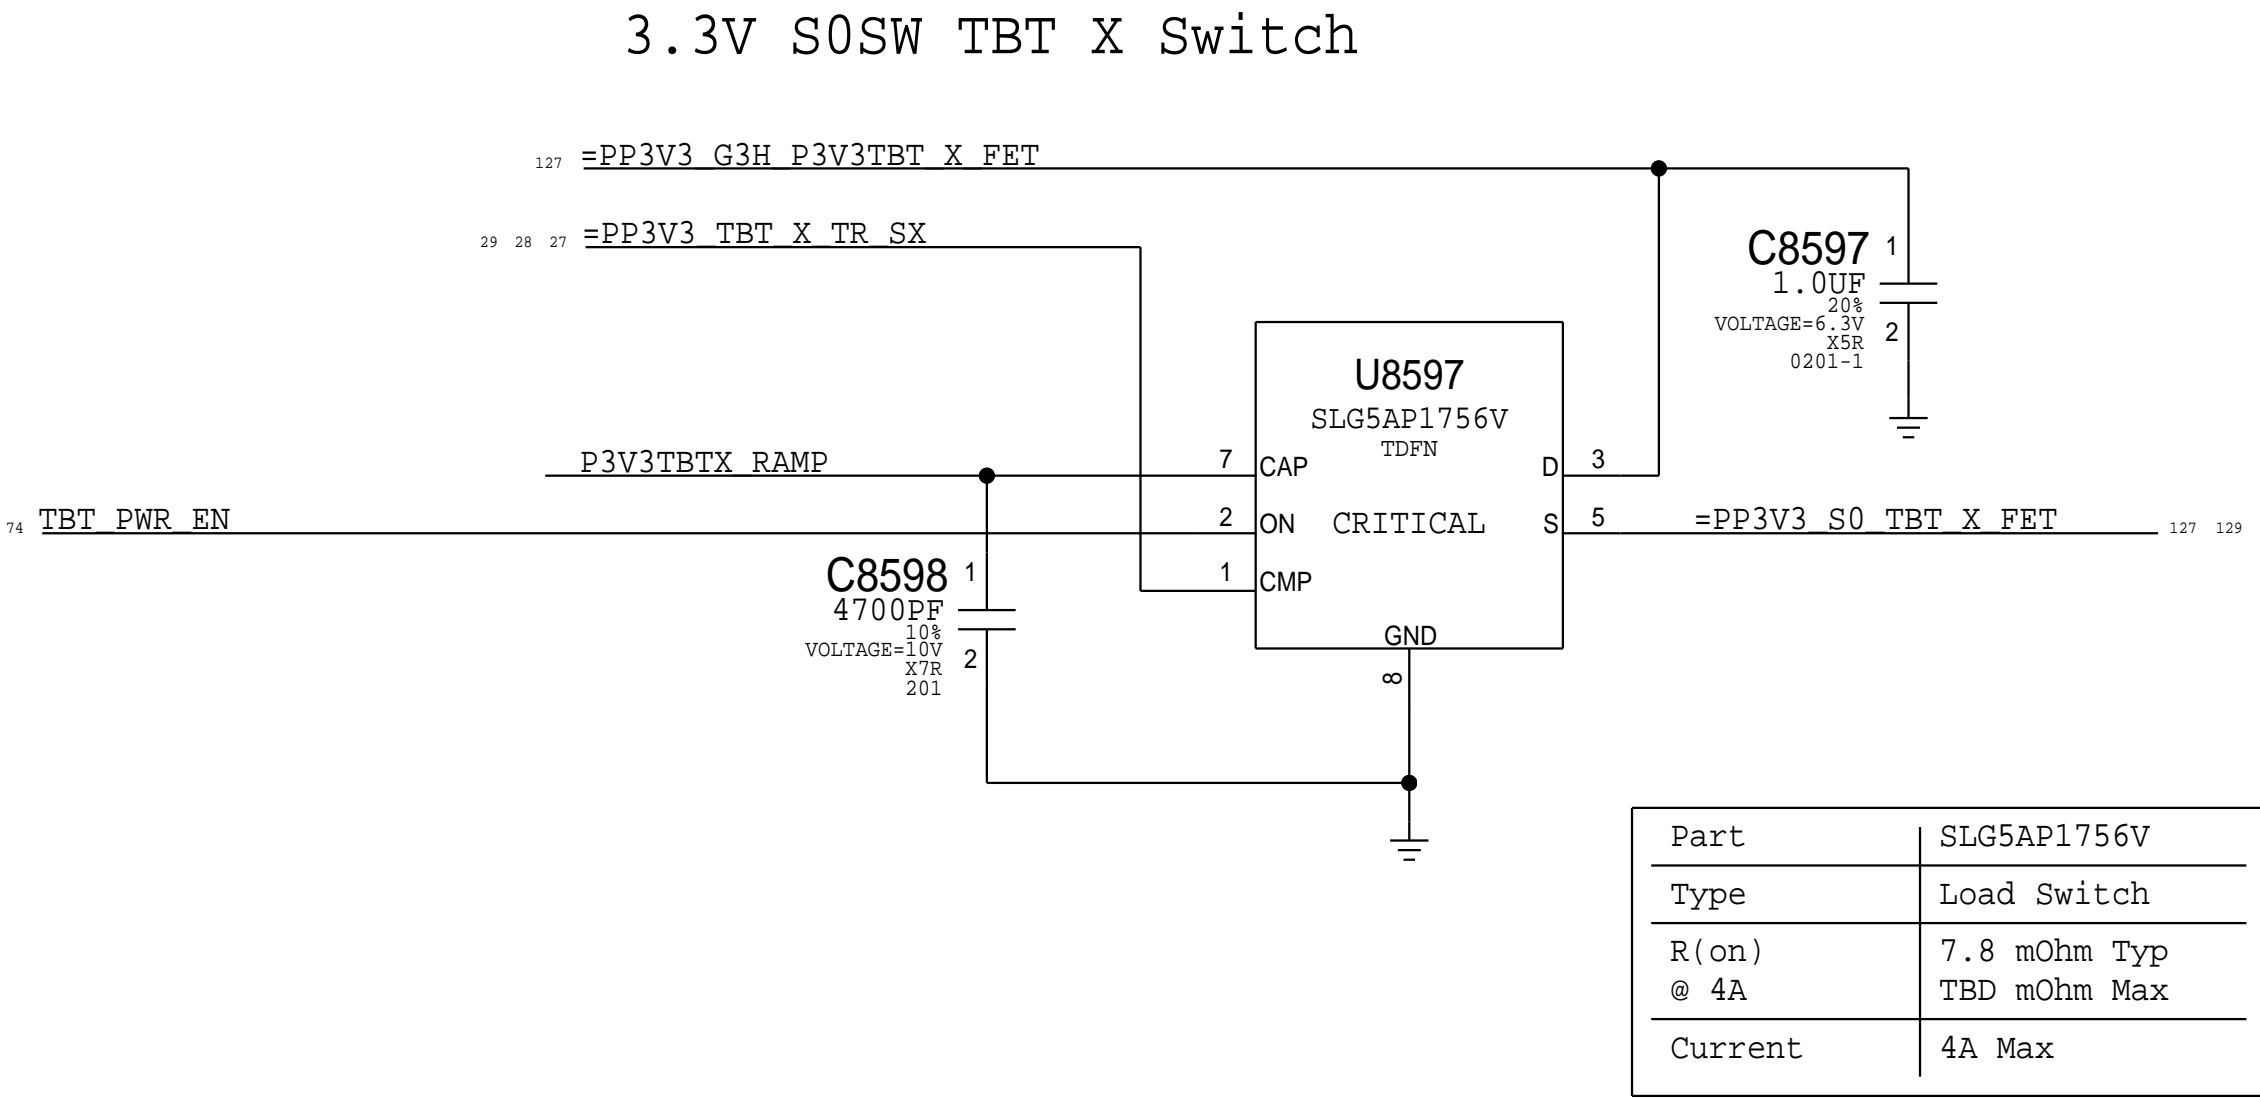 3.3V S0SW TBT X Switch
127 =PP3V3_G3H_P3V3TBT_X_FET
29 28 27 =PP3V3_TBT_X_TR_SX
C8597 1
1.0UF
20%
VOLTAGE=6.3V
2
X5R
0201-1
U8597
SLG5AP1756V
TDFN
P3V3TBTX_RAMP
7 CAP
D 3
74 TBT_PWR_EN
2 ON
CRITICAL
S 5
=PP3V3_S0_TBT_X_FET 127 129
1 CMP
C8598 1
4700PF
10%
VOLTAGE=10V
2
X7R
201
GND
8
Part SLG5AP1756V
Type Load Switch
R(on) 7.8 mOhm Typ
@ 4A TBD mOhm Max
Current 4A Max